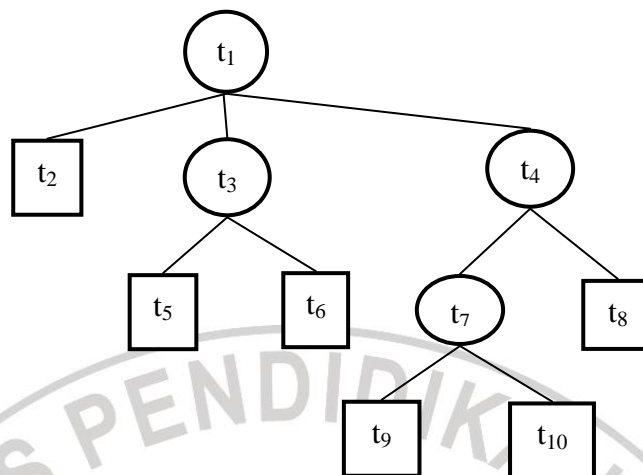 t₁
t₂ t₃ t₄
t₅ t₆ t₇ t₈
t₉ t₁₀
S PENDIDIKA